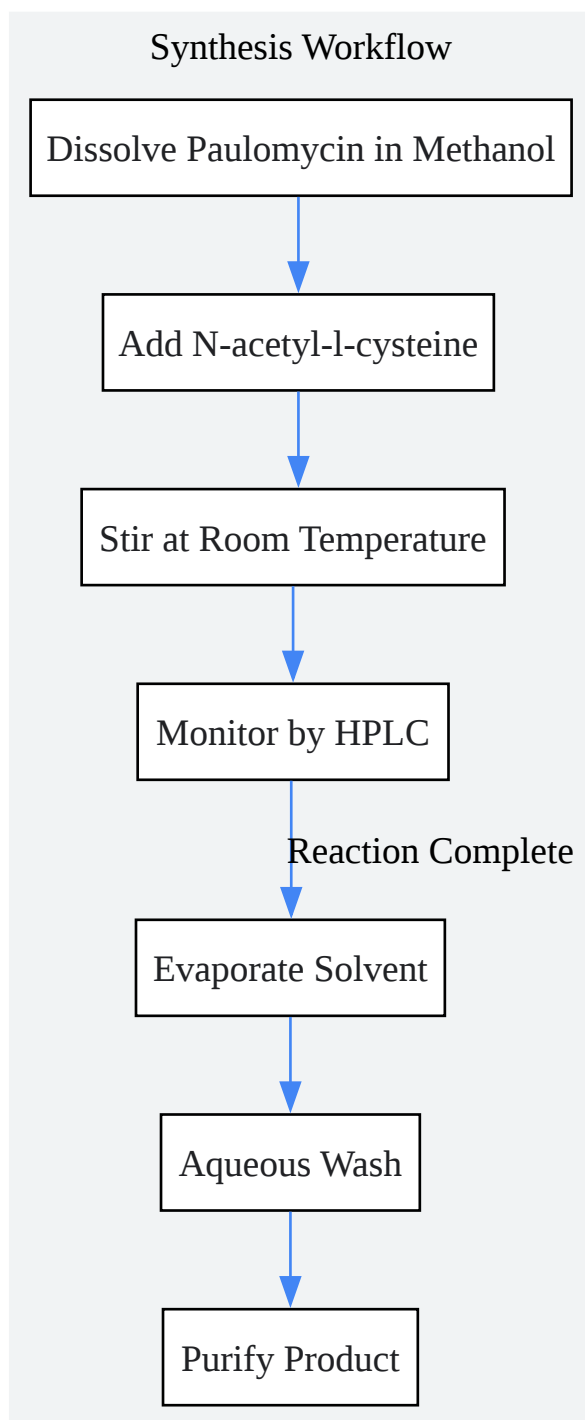 Synthesis Workflow
Dissolve Paulomycin in Methanol
Add N-acetyl-l-cysteine
Stir at Room Temperature
Monitor by HPLC
Reaction Complete
Evaporate Solvent
Aqueous Wash
Purify Product